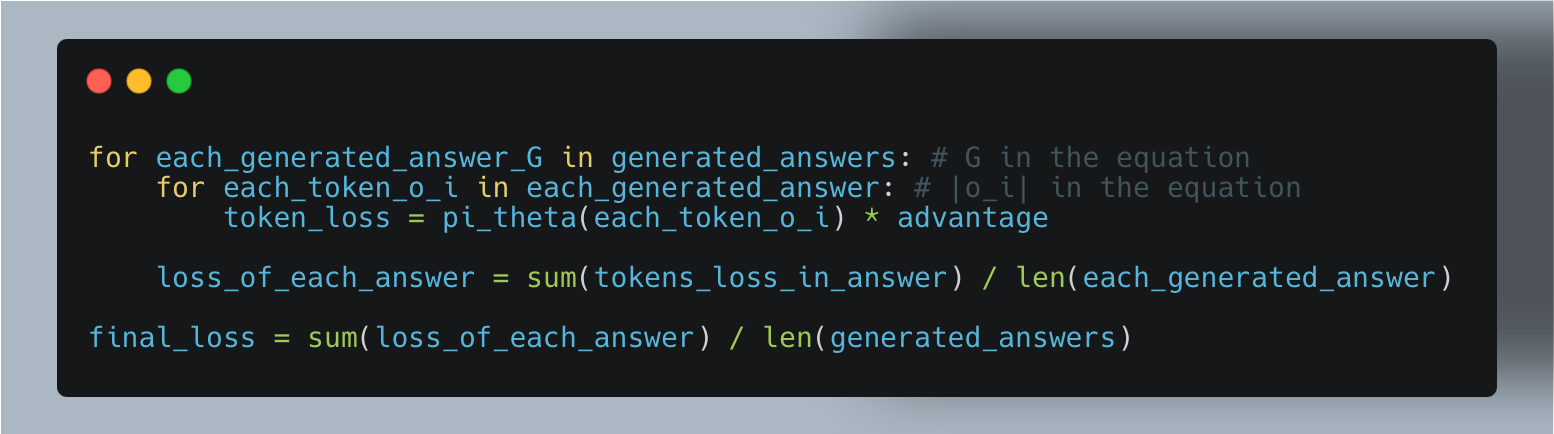 for each_generated_answer_G in generated_answers: # G in the equation
    for each_token_o_i in each_generated_answer: # |o_i| in the equation
        token_loss = pi_theta(each_token_o_i) * advantage
    loss_of_each_answer = sum(tokens_loss_in_answer) / len(each_generated_answer)
final_loss = sum(loss_of_each_answer) / len(generated_answers)